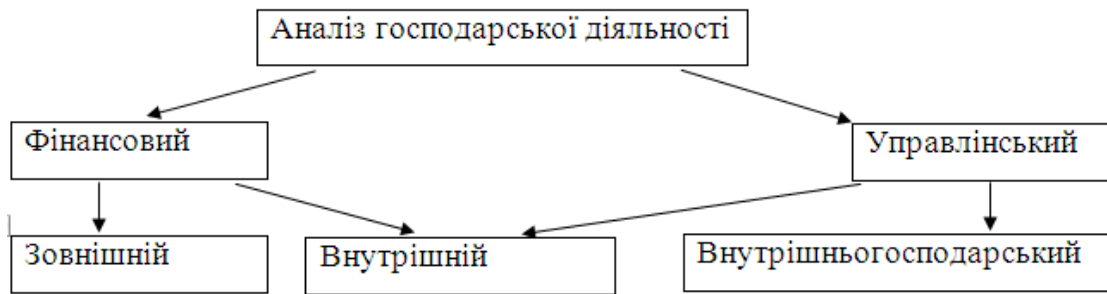 Аналіз господарської діяльності
Фінансовий
Управлінський
Зовнішній
Внутрішній
Внутрішньогосподарський